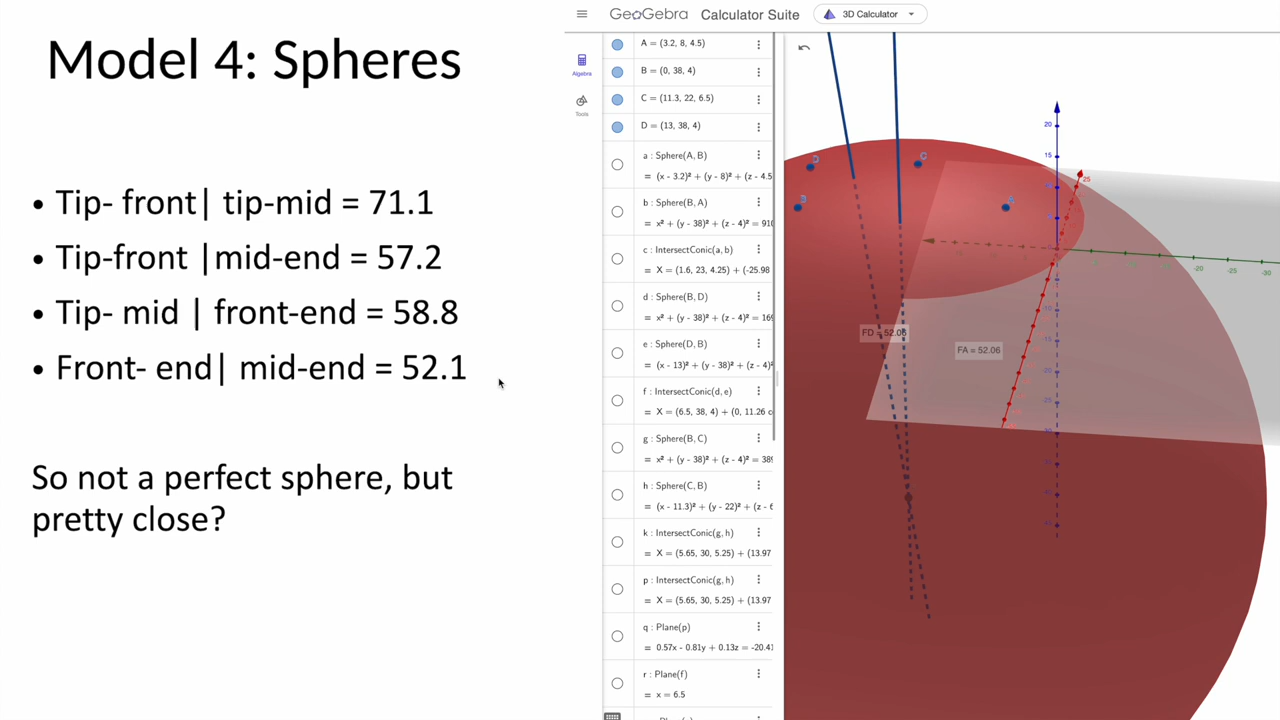 Model 4: Spheres
• Tip- front| tip-mid = 71.1
• Tip-front |mid-end = 57.2
• Tip- mid | front-end = 58.8
• Front- end| mid-end = 52.1
So not a perfect sphere, but
pretty close?
GeoGebra Calculator Suite 3D Calculator
Algebra
Tools
A = (3.2, 8, 4.5)
B = (0, 38, 4)
C = (11.3, 22, 6.5)
D = (13, 38, 4)
a : Sphere(A, B)
= (x - 3.2)² + (y - 8)² + (z - 4.5
b : Sphere(B, A)
= x² + (y - 38)² + (z - 4)² = 910
c : IntersectConic(a, b)
= X = (1.6, 23, 4.25) + (-25.98
d : Sphere(B, D)
= x² + (y - 38)² + (z - 4)² = 169
e : Sphere(D, B)
= (x - 13)² + (y - 38)² + (z - 4)²
f : IntersectConic(d, e)
= X = (6.5, 38, 4) + (0, 11.26 c
g : Sphere(B, C)
= x² + (y - 38)² + (z - 4)² = 389
h : Sphere(C, B)
= (x - 11.3)² + (y - 22)² + (z - 6
k : IntersectConic(g, h)
= X = (5.65, 30, 5.25) + (13.97
p : IntersectConic(g, h)
= X = (5.65, 30, 5.25) + (13.97
q : Plane(p)
= 0.57x - 0.81y + 0.13z = -20.41
r : Plane(f)
= x = 6.5
FD = 52.06
FA = 52.06
20
15
25
-20
-25
-30